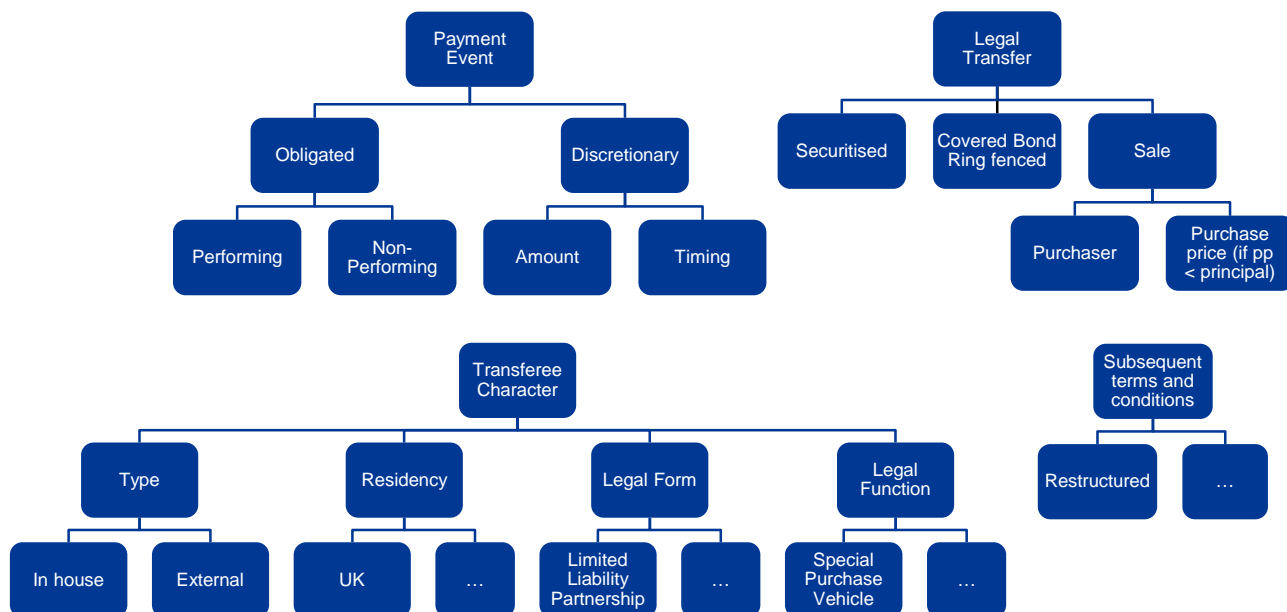 Payment
Event
Legal
Transfer
Obligated
Discretionary
Securitised
Covered Bond
Ring fenced
Sale
Performing
Non-
Performing
Amount
Timing
Purchaser
Purchase
price (if pp
< principal)
Transferee
Character
Subsequent
terms and
conditions
Type
Residency
Legal Form
Legal
Function
Restructured
…
In house
External
UK
…
Limited
Liability
Partnership
…
Special
Purchase
Vehicle
…